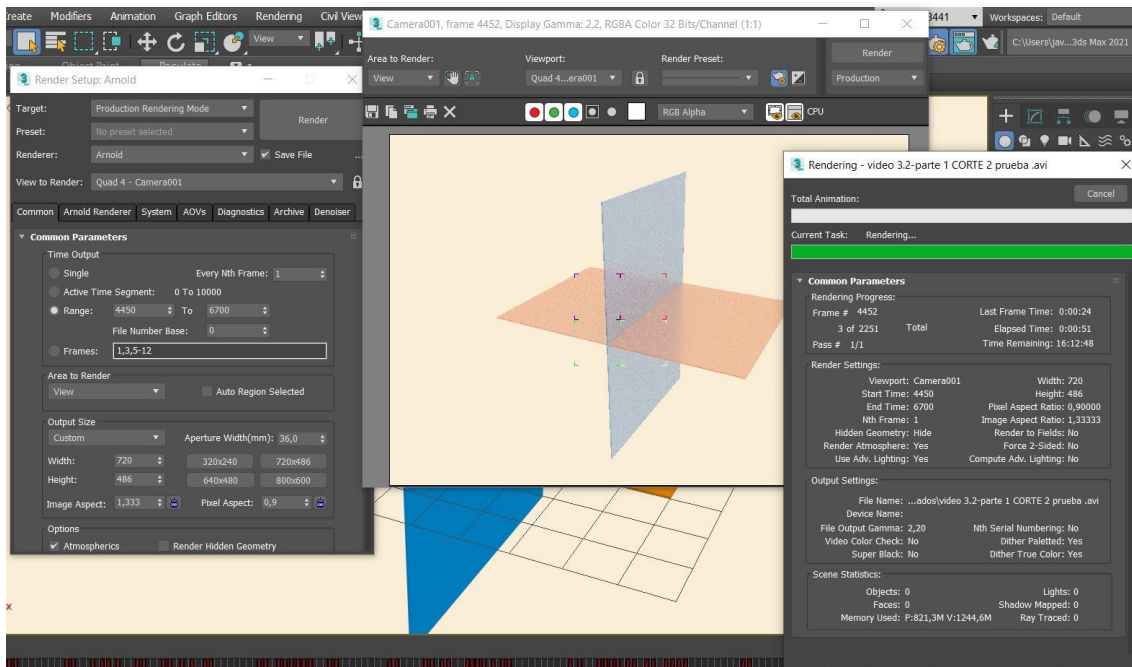 reate Modifiers Animation Graph Editors Rendering Civil View
3441 Workspaces: Default
View
C:\Users\jav...3ds Max 2021
Object Paint Populate
Camera001, frame 4452, Display Gamma: 2,2, RGBA Color 32 Bits/Channel (1:1)
Area to Render: Viewport: Render Preset: Render
View Quad 4...era001 Production
RGB Alpha CPU
Render Setup: Arnold
Target: Production Rendering Mode
Render
Preset: No preset selected
Renderer: Arnold Save File ...
View to Render: Quad 4 - Camera001
Common Arnold Renderer System AOVs Diagnostics Archive Denoiser
Common Parameters
Time Output
Single Every Nth Frame: 1
Active Time Segment: 0 To 10000
Range: 4450 To 6700
File Number Base: 0
Frames: 1,3,5-12
Area to Render
View Auto Region Selected
Output Size
Custom Aperture Width(mm): 36,0
Width: 720 320x240 720x486
Height: 486 640x480 800x600
Image Aspect: 1,333 Pixel Aspect: 0,9
Options
Atmospherics Render Hidden Geometry
x
Rendering - video 3.2-parte 1 CORTE 2 prueba .avi
Total Animation: Cancel
Current Task: Rendering...
Common Parameters
Rendering Progress:
Frame # 4452 Last Frame Time: 0:00:24
3 of 2251 Total Elapsed Time: 0:00:51
Pass # 1/1 Time Remaining: 16:12:48
Render Settings:
Viewport: Camera001 Width: 720
Start Time: 4450 Height: 486
End Time: 6700 Pixel Aspect Ratio: 0,90000
Nth Frame: 1 Image Aspect Ratio: 1,33333
Hidden Geometry: Hide Render to Fields: No
Render Atmosphere: Yes Force 2-Sided: No
Use Adv. Lighting: Yes Compute Adv. Lighting: No
Output Settings:
File Name: ...ados\video 3.2-parte 1 CORTE 2 prueba .avi
Device Name:
File Output Gamma: 2,20 Nth Serial Numbering: No
Video Color Check: No Dither Paletted: Yes
Super Black: No Dither True Color: Yes
Scene Statistics:
Objects: 0 Lights: 0
Faces: 0 Shadow Mapped: 0
Memory Used: P:821,3M V:1244,6M Ray Traced: 0